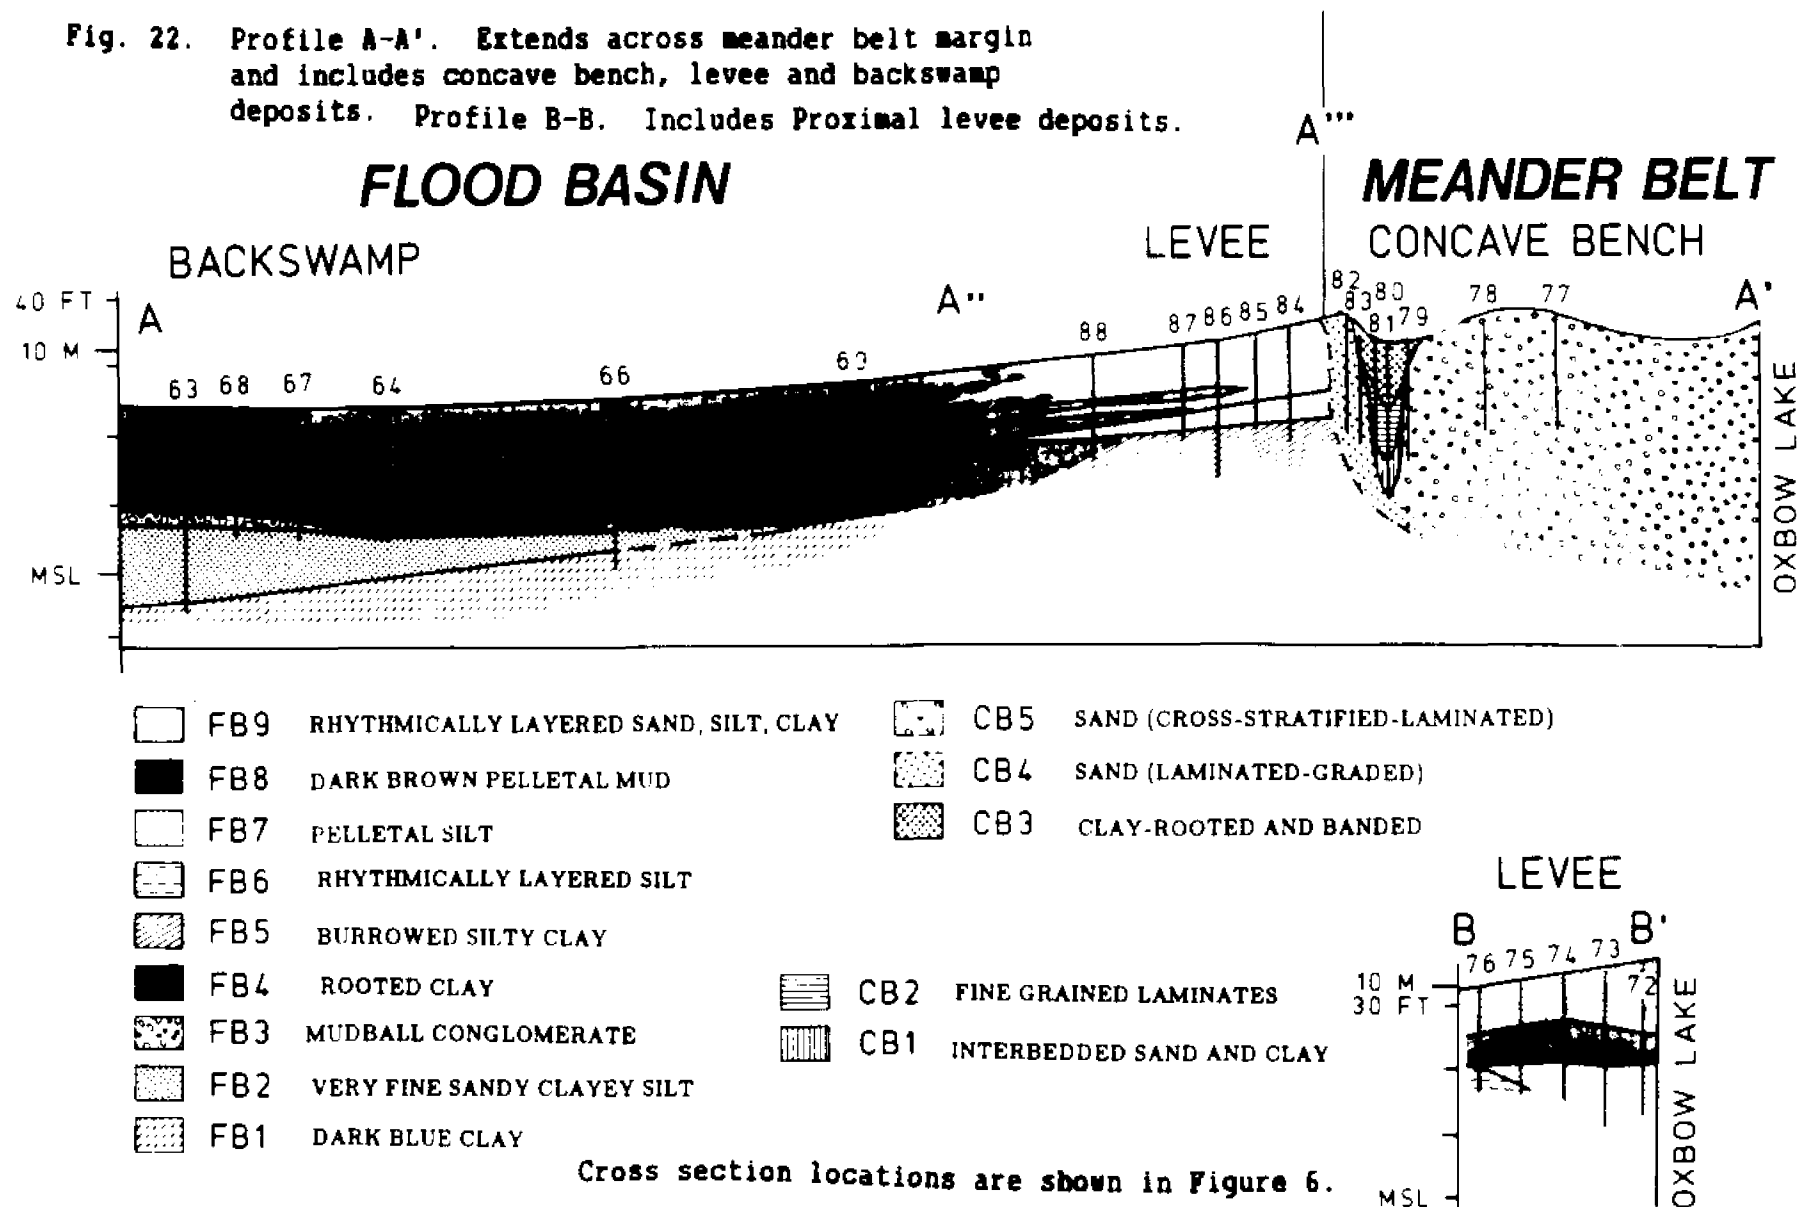 Fig. 22. Profile A-A'. Extends across meander belt margin
and includes concave bench, levee and backswamp
deposits. Profile B-B. Includes Proximal levee deposits.
A'''
FLOOD BASIN
MEANDER BELT
BACKSWAMP
LEVEE
CONCAVE BENCH
40 FT
10 M
MSL
A
A''
A'
63 68 67 64 66 69 88 87 86 85 84 82 83 80 81 79 78 77
OXBOW LAKE
FB9 RHYTHMICALLY LAYERED SAND, SILT, CLAY
FB8 DARK BROWN PELLETAL MUD
FB7 PELLETAL SILT
FB6 RHYTHMICALLY LAYERED SILT
FB5 BURROWED SILTY CLAY
FB4 ROOTED CLAY
FB3 MUDBALL CONGLOMERATE
FB2 VERY FINE SANDY CLAYEY SILT
FB1 DARK BLUE CLAY
CB5 SAND (CROSS-STRATIFIED-LAMINATED)
CB4 SAND (LAMINATED-GRADED)
CB3 CLAY-ROOTED AND BANDED
CB2 FINE GRAINED LAMINATES
CB1 INTERBEDDED SAND AND CLAY
LEVEE
B
B'
76 75 74 73 72
10 M
30 FT
MSL
OXBOW LAKE
Cross section locations are shown in Figure 6.